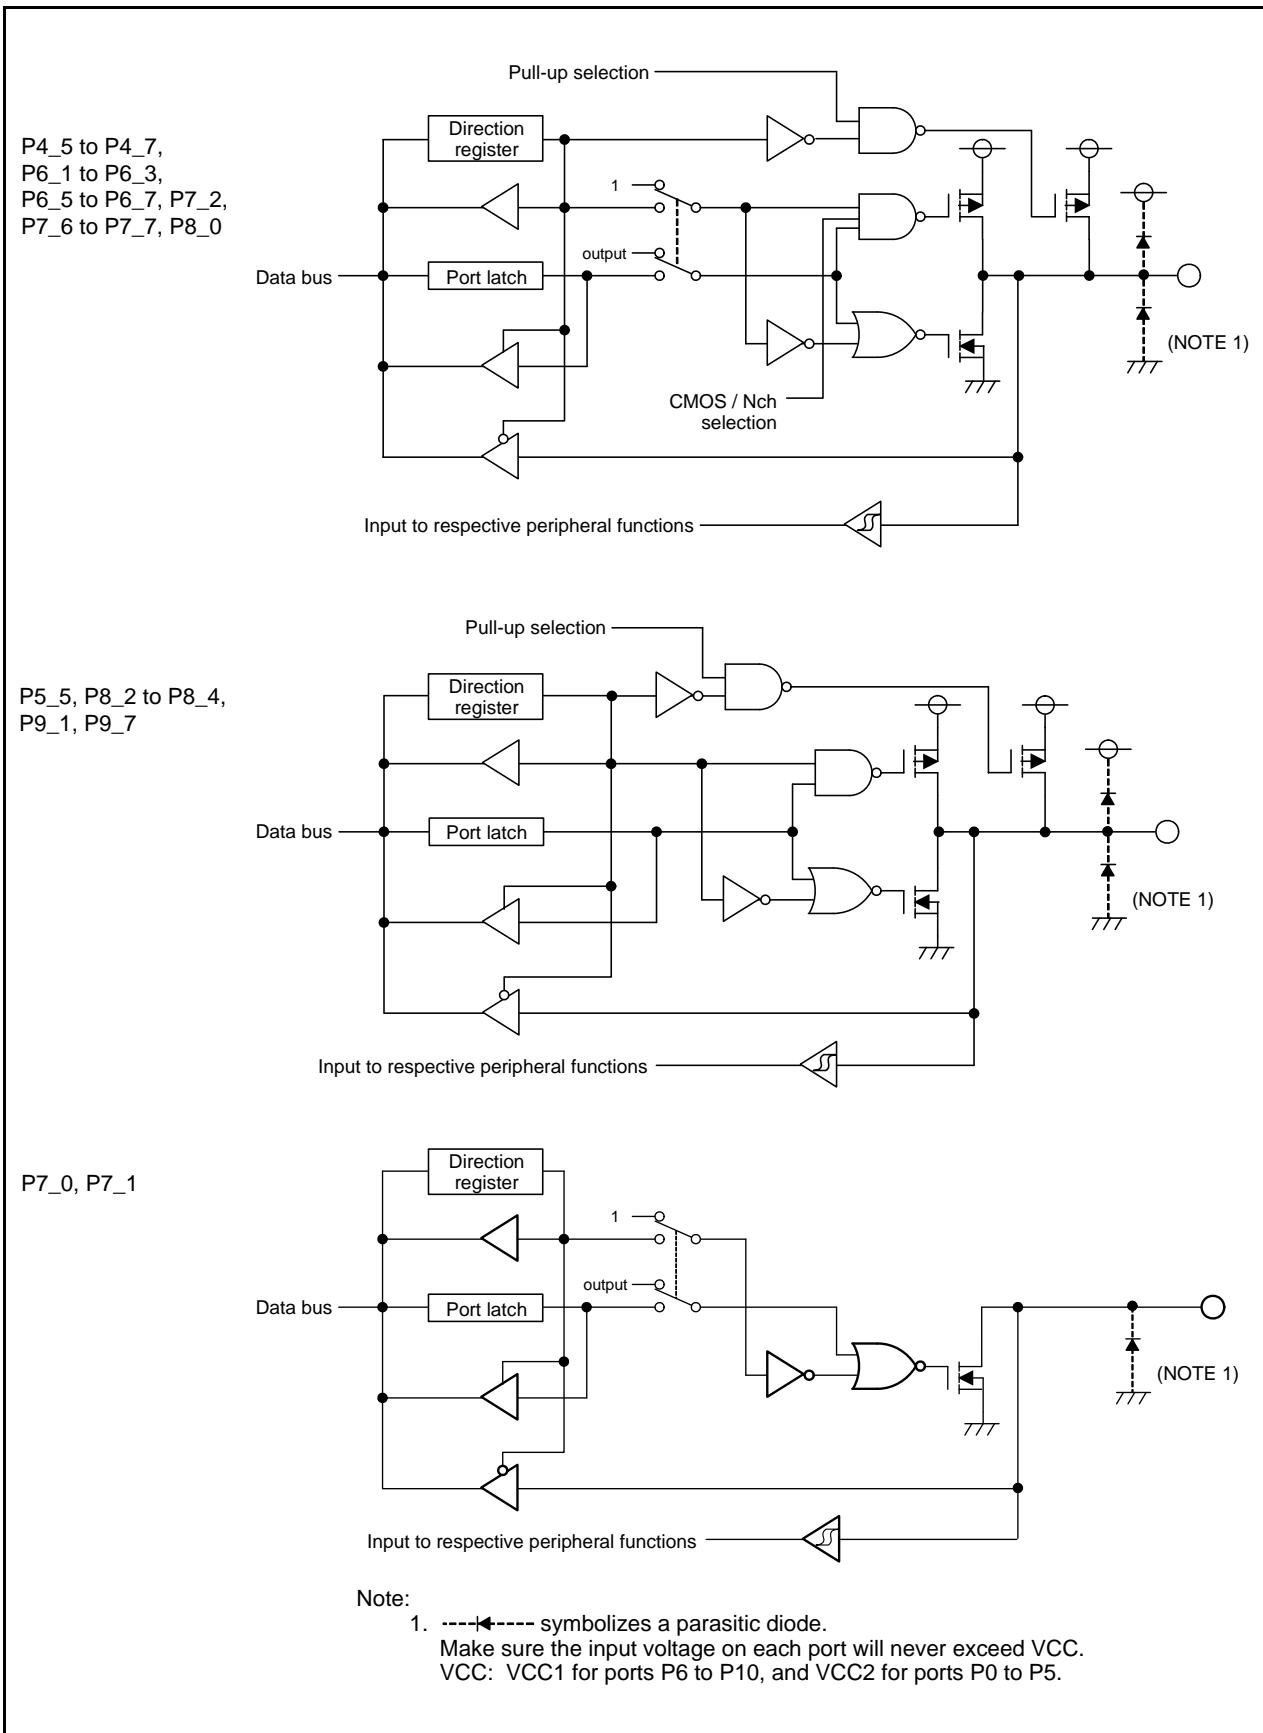 Pull-up selection
P4_5 to P4_7,
P6_1 to P6_3,
P6_5 to P6_7, P7_2,
P7_6 to P7_7, P8_0
Direction
register
1
output
Data bus
Port latch
(NOTE 1)
CMOS / Nch
selection
Input to respective peripheral functions
Pull-up selection
P5_5, P8_2 to P8_4,
P9_1, P9_7
Direction
register
Data bus
Port latch
(NOTE 1)
Input to respective peripheral functions
P7_0, P7_1
Direction
register
1
output
Data bus
Port latch
(NOTE 1)
Input to respective peripheral functions
Note:
1. symbolizes a parasitic diode.
Make sure the input voltage on each port will never exceed VCC.
VCC: VCC1 for ports P6 to P10, and VCC2 for ports P0 to P5.